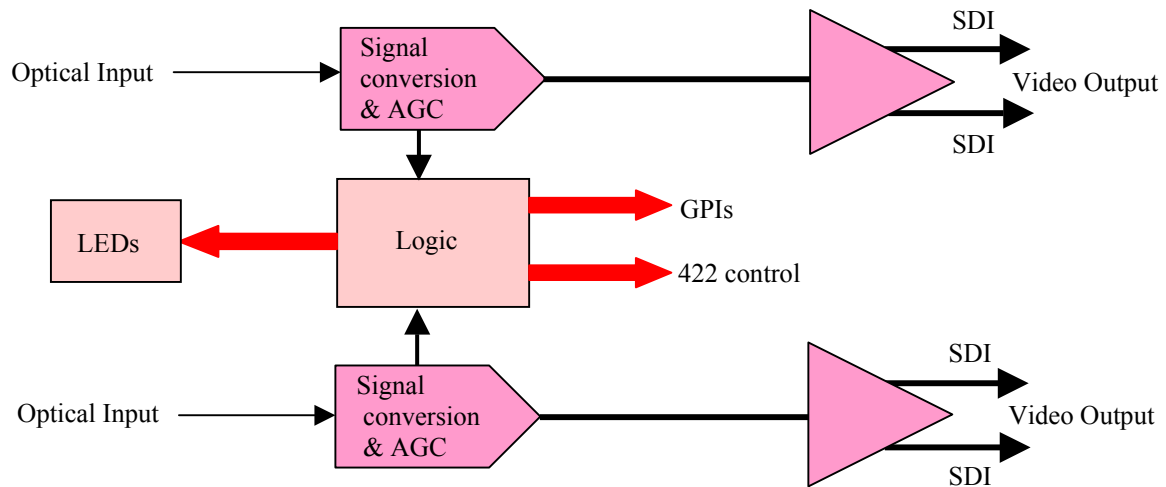 SDI
Optical Input
Signal
conversion
& AGC
Video Output
SDI
LEDs
Logic
GPIs
422 control
SDI
Optical Input
Signal
conversion
& AGC
Video Output
SDI